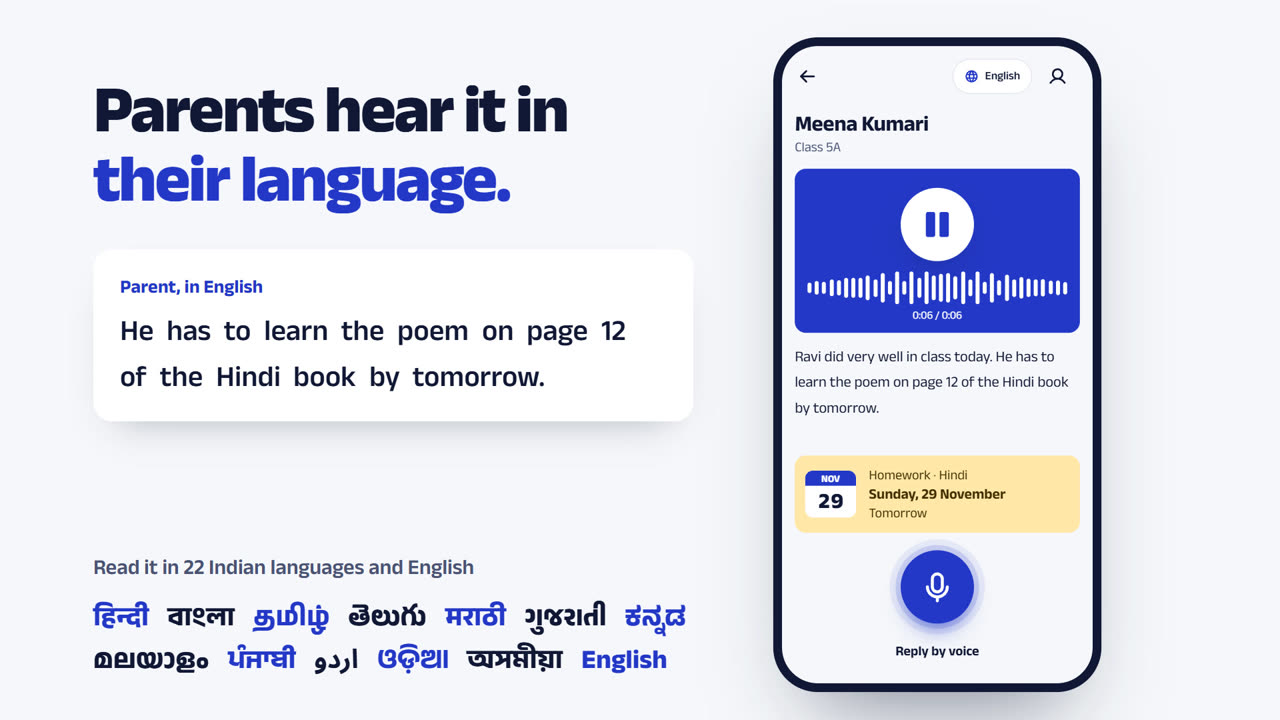 Parents hear it in
their language.
Parent, in English
He has to learn the poem on page 12
of the Hindi book by tomorrow.
Read it in 22 Indian languages and English
हिन्दी বাংলা தமிழ் తెలుగు मराठी ગુજરાતી ಕನ್ನಡ
മലയാളം ਪੰਜਾਬੀ اردو ଓଡ଼ିଆ অসমীয়া English
English
Meena Kumari
Class 5A
0:06 / 0:06
Ravi did very well in class today. He has to
learn the poem on page 12 of the Hindi book
by tomorrow.
NOV
29
Homework · Hindi
Sunday, 29 November
Tomorrow
Reply by voice